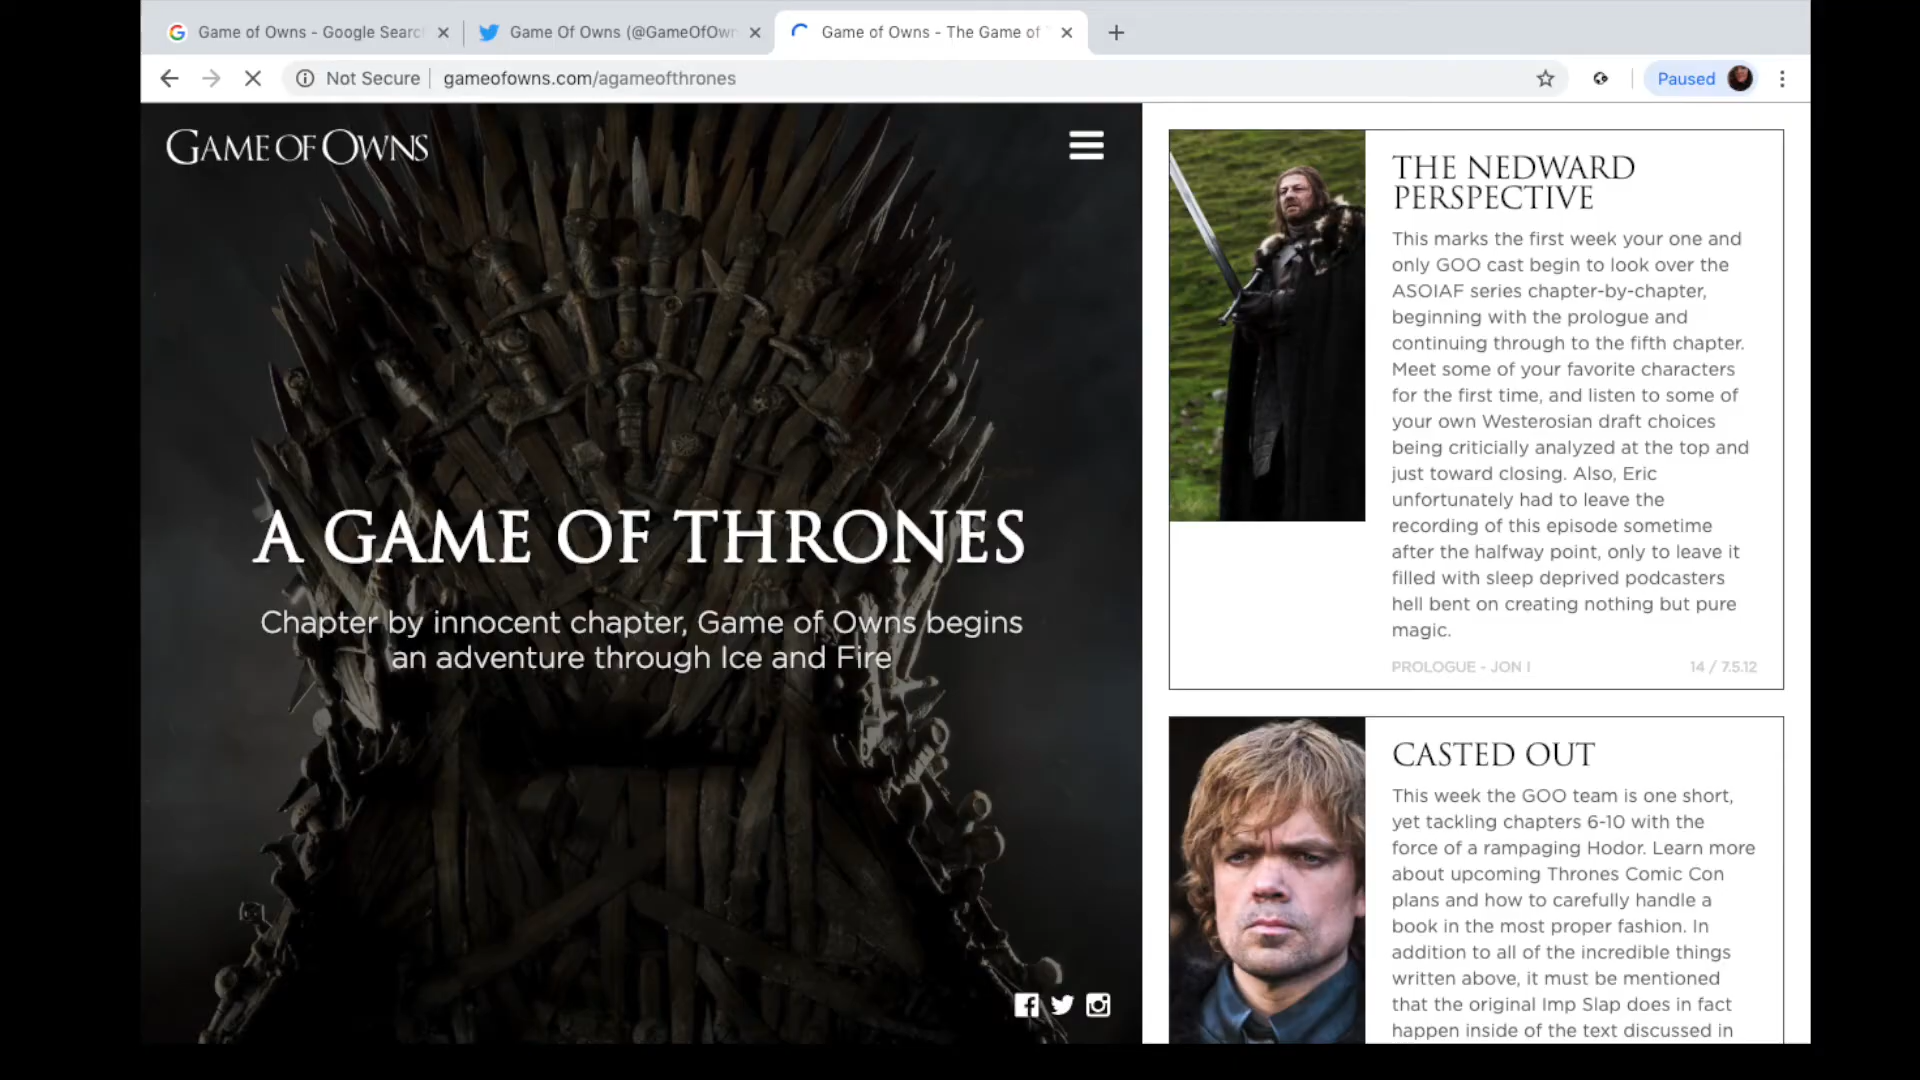 Game of Owns - Google Searc
Game Of Owns (@GameOfOwn
Game of Owns - The Game of
Not Secure
gameofowns.com/agameofthrones
Paused
GAME OF OWNS
A GAME OF THRONES
Chapter by innocent chapter, Game of Owns begins
an adventure through Ice and Fire
THE NEDWARD
PERSPECTIVE
This marks the first week your one and
only GOO cast begin to look over the
ASOIAF series chapter-by-chapter,
beginning with the prologue and
continuing through to the fifth chapter.
Meet some of your favorite characters
for the first time, and listen to some of
your own Westerosian draft choices
being criticially analyzed at the top and
just toward closing. Also, Eric
unfortunately had to leave the
recording of this episode sometime
after the halfway point, only to leave it
filled with sleep deprived podcasters
hell bent on creating nothing but pure
magic.
PROLOGUE - JON I
14 / 7.5.12
CASTED OUT
This week the GOO team is one short,
yet tackling chapters 6-10 with the
force of a rampaging Hodor. Learn more
about upcoming Thrones Comic Con
plans and how to carefully handle a
book in the most proper fashion. In
addition to all of the incredible things
written above, it must be mentioned
that the original Imp Slap does in fact
happen inside of the text discussed in